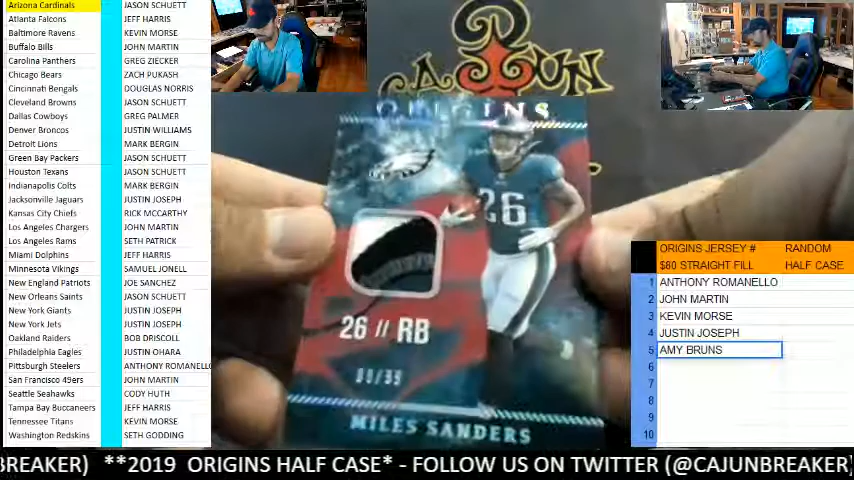 Arizona Cardinals JASON SCHUETT
Atlanta Falcons JEFF HARRIS
Baltimore Ravens KEVIN MORSE
Buffalo Bills JOHN MARTIN
Carolina Panthers GREG ZIECKER
Chicago Bears ZACH PUKASH
Cincinnati Bengals DOUGLAS NORRIS
Cleveland Browns JASON SCHUETT
Dallas Cowboys GREG PALMER
Denver Broncos JUSTIN WILLIAMS
Detroit Lions MARK BERGIN
Green Bay Packers JASON SCHUETT
Houston Texans JASON SCHUETT
Indianapolis Colts MARK BERGIN
Jacksonville Jaguars JUSTIN JOSEPH
Kansas City Chiefs RICK MCCARTHY
Los Angeles Chargers JOHN MARTIN
Los Angeles Rams SETH PATRICK
Miami Dolphins JEFF HARRIS
Minnesota Vikings SAMUEL JONELL
New England Patriots JOE SANCHEZ
New Orleans Saints JASON SCHUETT
New York Giants JUSTIN JOSEPH
New York Jets JUSTIN JOSEPH
Oakland Raiders BOB DRISCOLL
Philadelphia Eagles JUSTIN OHARA
Pittsburgh Steelers ANTHONY ROMANELLO
San Francisco 49ers JOHN MARTIN
Seattle Seahawks CODY HUTH
Tampa Bay Buccaneers JEFF HARRIS
Tennessee Titans KEVIN MORSE
Washington Redskins SETH GODDING
CAJUN
ORIGINS
26
26 // RB
MILES SANDERS
ORIGINS JERSEY # RANDOM
$80 STRAIGHT FILL HALF CASE
1 ANTHONY ROMANELLO
2 JOHN MARTIN
3 KEVIN MORSE
4 JUSTIN JOSEPH
5 AMY BRUNS
6
7
8
9
10
BREAKER) **2019 ORIGINS HALF CASE* - FOLLOW US ON TWITTER (@CAJUNBREAKER)